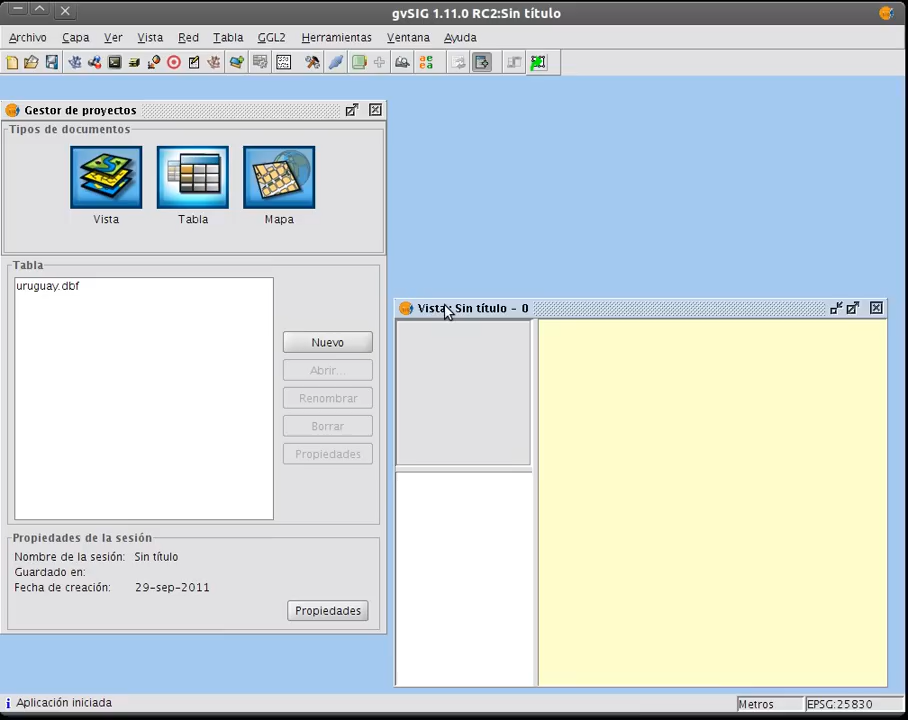 gvSIG 1.11.0 RC2:Sin título
Archivo Capa Ver Vista Red Tabla GGL2 Herramientas Ventana Ayuda
Gestor de proyectos
Tipos de documentos
Vista Tabla Mapa
Tabla
uruguay.dbf
Nuevo
Abrir...
Renombrar
Borrar
Propiedades
Propiedades de la sesión
Nombre de la sesión: Sin título
Guardado en:
Fecha de creación: 29-sep-2011
Propiedades
Vista: Sin título - 0
Aplicación iniciada
Metros
EPSG:25830